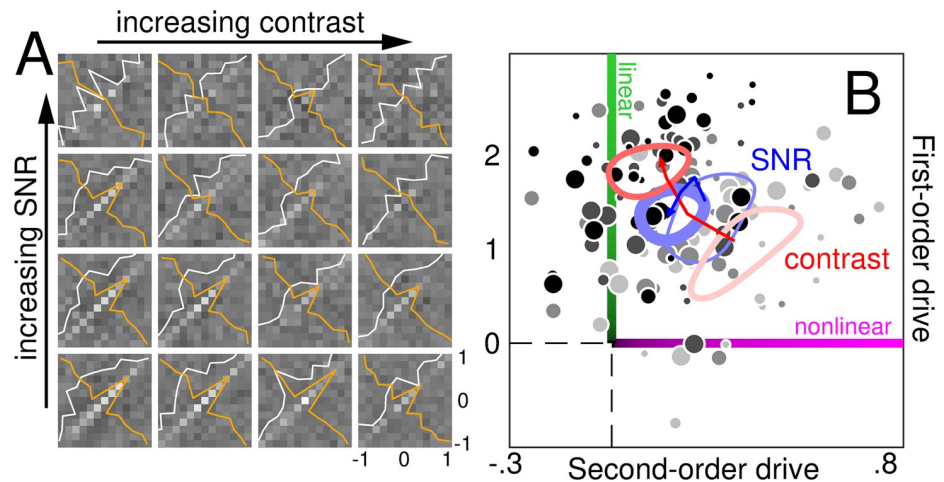 increasing contrast
A
increasing SNR
1
0
-1
-1 0 1
B
linear
SNR
contrast
nonlinear
2
1
0
First-order drive
-.3
Second-order drive
.8